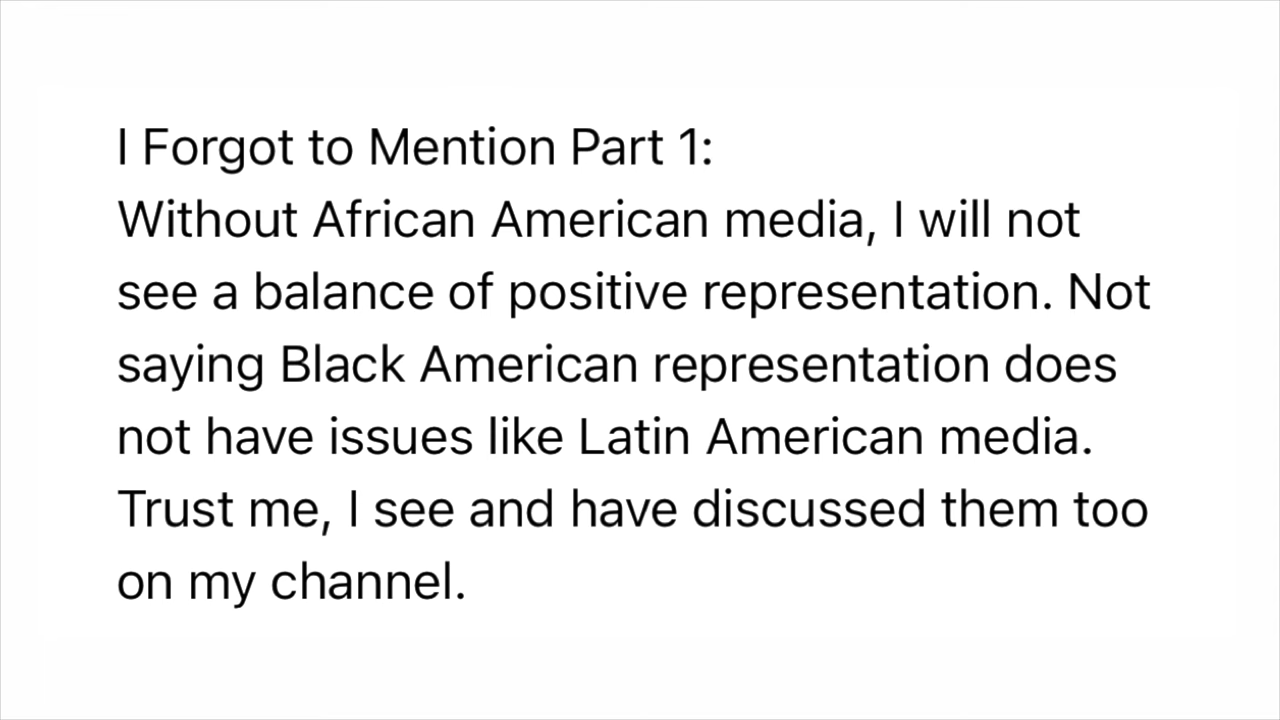 I Forgot to Mention Part 1:
Without African American media, I will not
see a balance of positive representation. Not
saying Black American representation does
not have issues like Latin American media.
Trust me, I see and have discussed them too
on my channel.